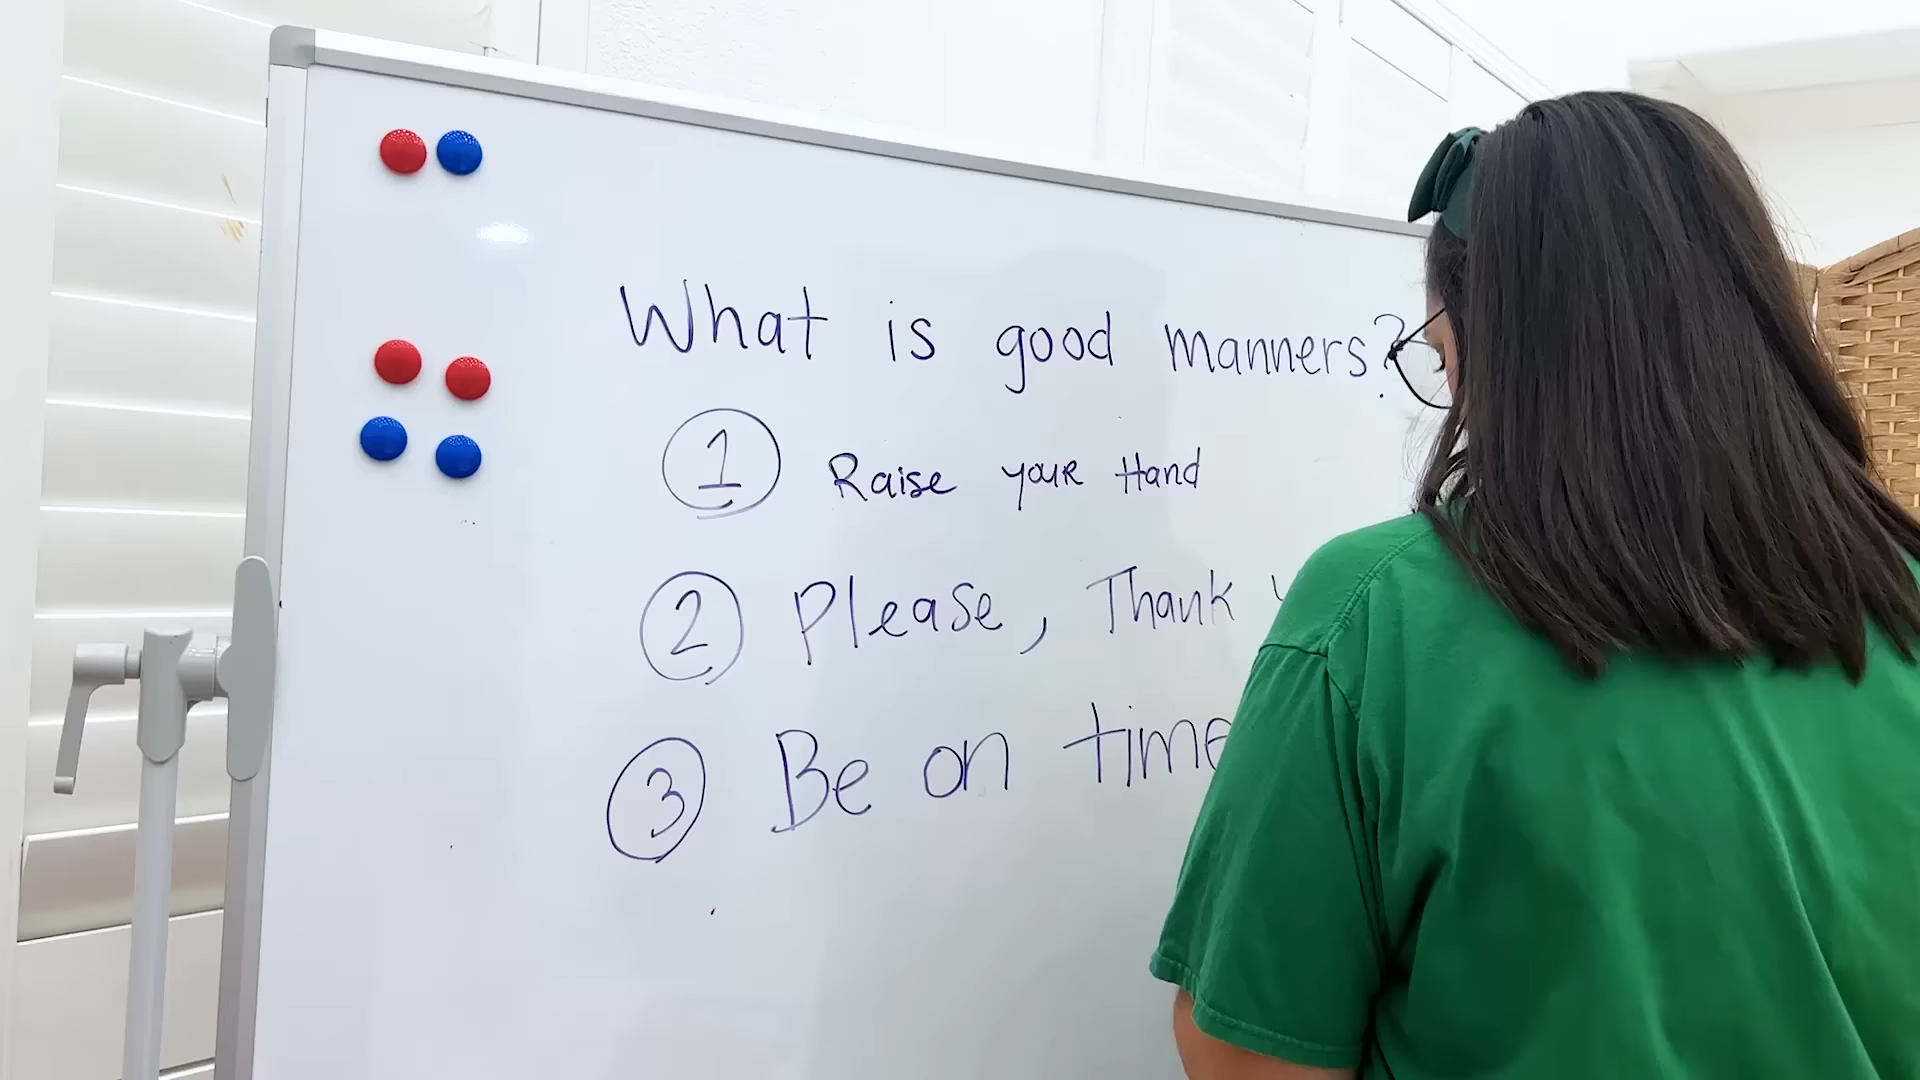 What is good manners?
1 Raise your Hand
2 Please, Thank
3 Be on time